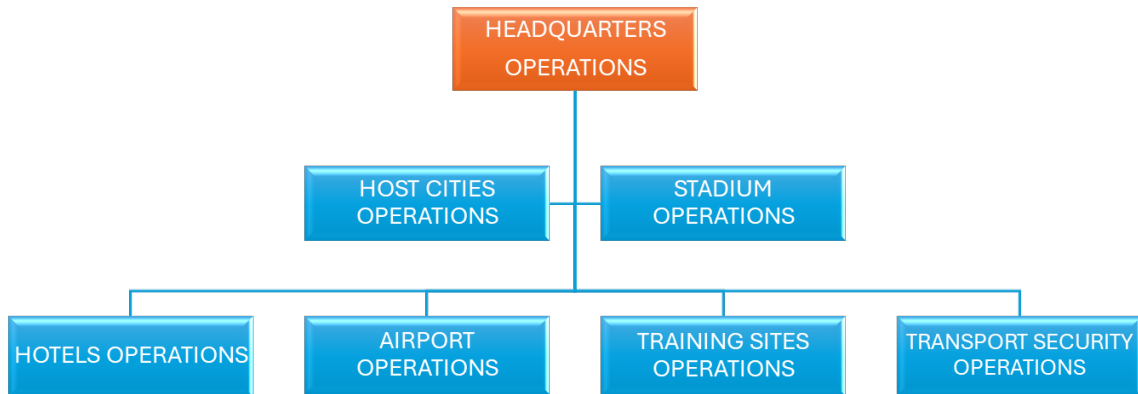 HEADQUARTERS
OPERATIONS
HOST CITIES
OPERATIONS
STADIUM
OPERATIONS
HOTELS OPERATIONS
AIRPORT
OPERATIONS
TRAINING SITES
OPERATIONS
TRANSPORT SECURITY
OPERATIONS